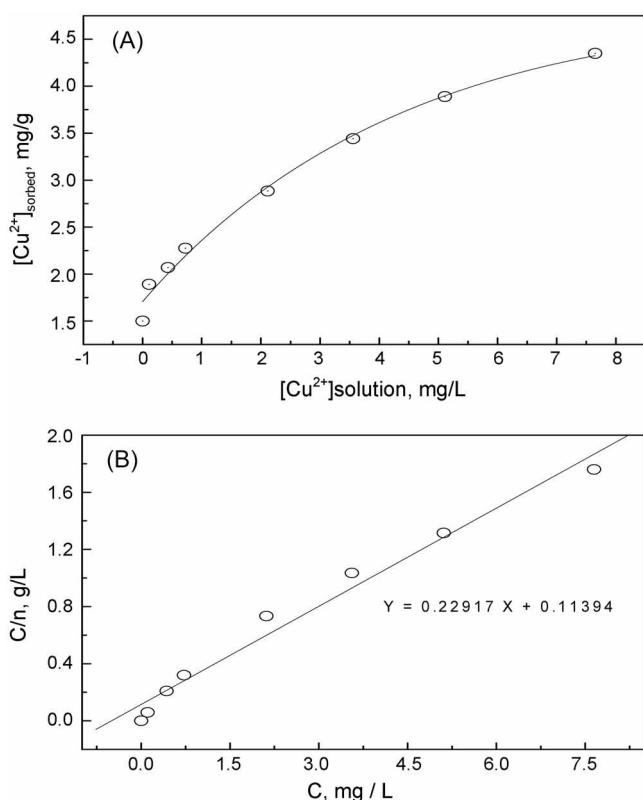 (A)
4.5
4.0
3.5
3.0
2.5
2.0
1.5
[Cu²⁺]sorbed, mg/g
-1 0 1 2 3 4 5 6 7 8
[Cu²⁺]solution, mg/L
(B)
2.0
1.6
1.2
0.8
0.4
0.0
C/n, g/L
Y = 0.22917 X + 0.11394
0.0 1.5 3.0 4.5 6.0 7.5
C, mg / L